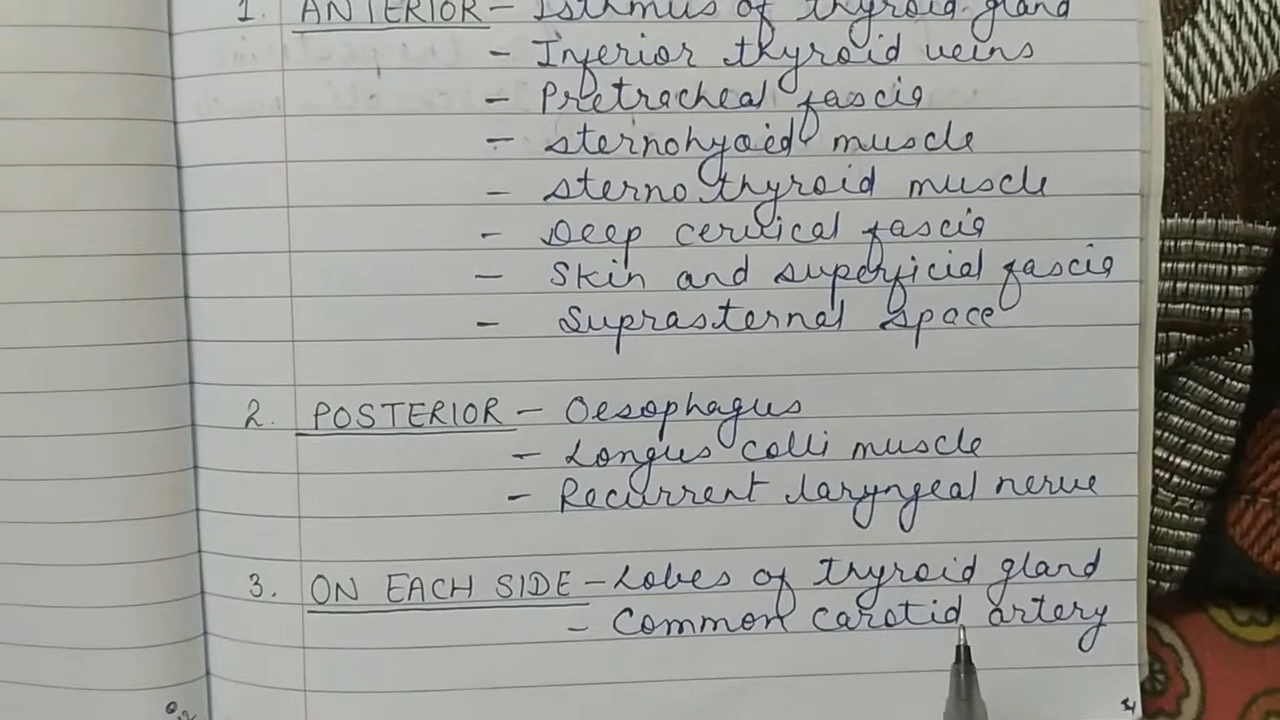 1. ANTERIOR - Isthmus of thyroid gland
- Inferior thyroid veins
- Pretracheal fascia
- sternohyoid muscle
- sterno thyroid muscle
- Deep cervical fascia
- Skin and superficial fascia
- Suprasternal space
2. POSTERIOR - Oesophagus
- Longus colli muscle
- Recurrent laryngeal nerve
3. ON EACH SIDE - Lobes of thyroid gland
- Common carotid artery